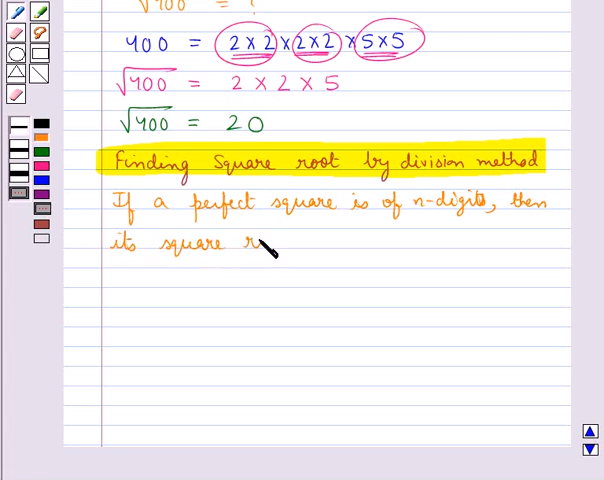 √400 = ?
400 = 2×2×2×2×5×5
√400 = 2×2×5
√400 = 20
Finding Square root by division method
If a perfect square is of n-digits, then
its square r